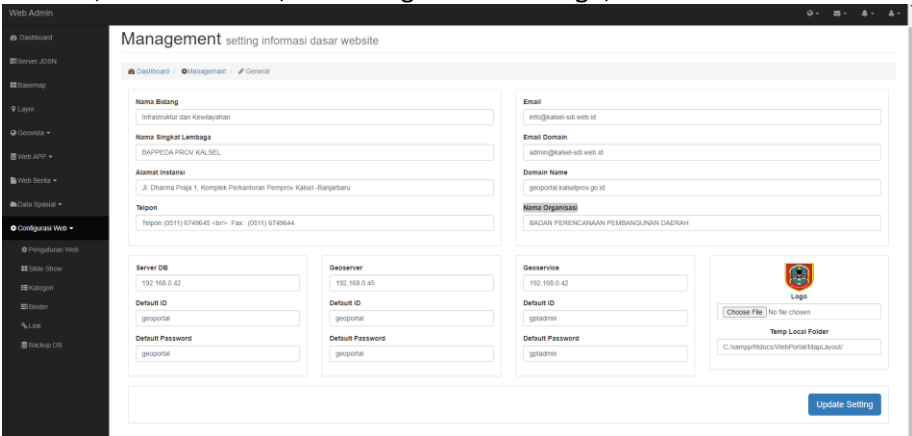 Web Admin
Dashboard
Server JDSN
Basemap
Layer
Geovista
Web APP
Web Berita
Data Spasial
Konfigurasi Web
Pengaturan Web
Slide Show
Kategori
Binder
Link
Backup DB
Management setting informasi dasar website
Dashboard / Managemant / General
Nama Bidang
Infrastruktur dan Kewilayahan
Nama Singkat Lembaga
BAPPEDA PROV KALSEL
Alamat Instansi
Jl. Dharma Praja 1, Komplek Perkantoran Pemprov Kalsel -Banjarbaru
Telpon
Telpon (0511) 6749645 <br/> Fax : (0511) 6749644
Email
info@kalsel-sdi.web.id
Email Domain
admin@kalsel-sdi.web.id
Domain Name
geoportal.kalselprov.go.id
Nama Organisasi
BADAN PERENCANAAN PEMBANGUNAN DAERAH
Server DB
192.168.0.42
Default ID
geoportal
Default Password
geoportal
Geoserver
192.168.0.45
Default ID
geoportal
Default Password
geoportal
Geoservice
192.168.0.42
Default ID
gptadmin
Default Password
gptadmin
Logo
Choose File No file chosen
Temp Local Folder
C:/xampp/htdocs/WebPortal/MapLayout/
Update Setting